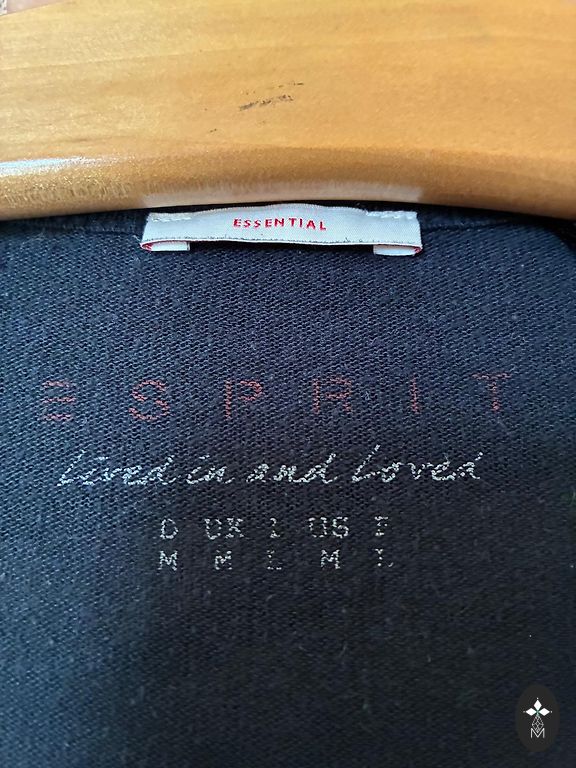 ESSENTIAL
ESPRIT
Lived in and Loved
D UK I US F
M M L M L
M